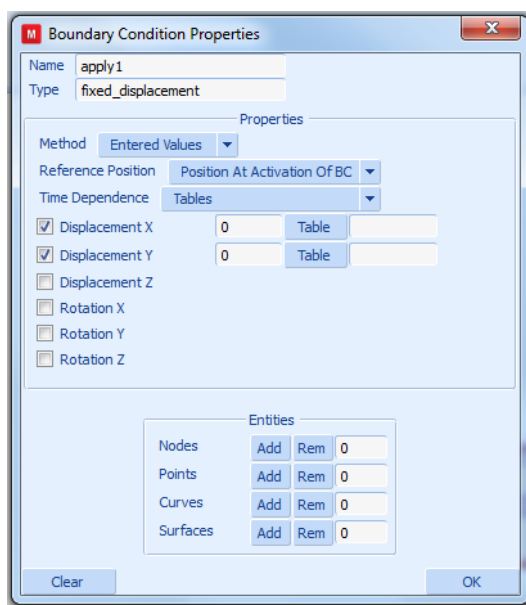 M Boundary Condition Properties X
Name apply1
Type fixed_displacement
Properties
Method Entered Values
Reference Position Position At Activation Of BC
Time Dependence Tables
Displacement X 0 Table
Displacement Y 0 Table
Displacement Z
Rotation X
Rotation Y
Rotation Z
Entities
Nodes Add Rem 0
Points Add Rem 0
Curves Add Rem 0
Surfaces Add Rem 0
Clear OK